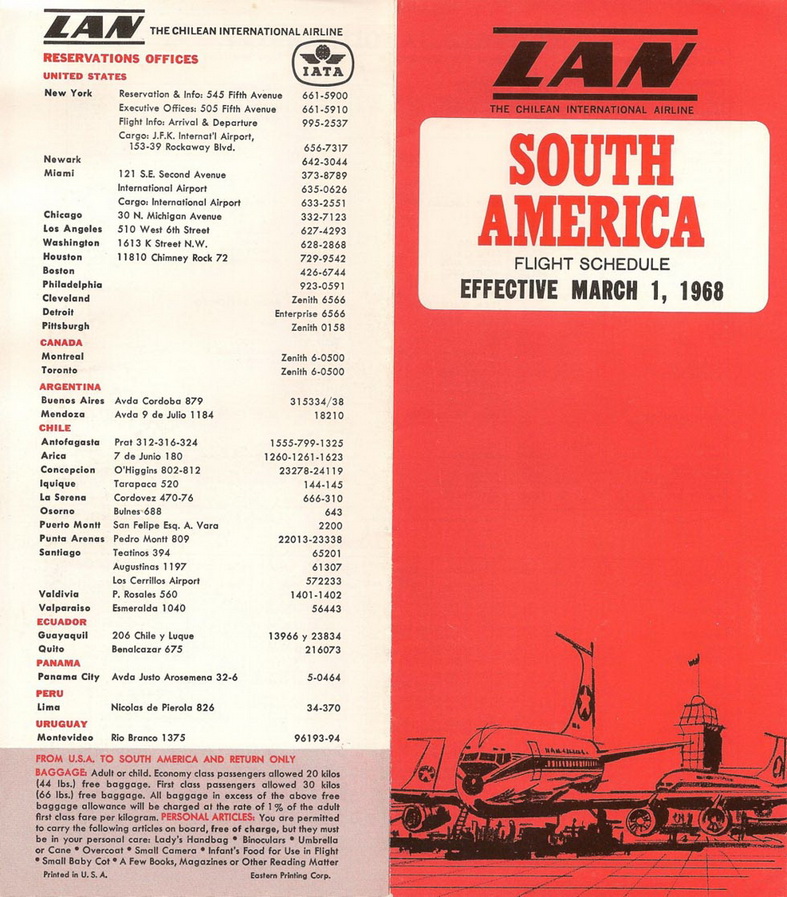 LAN THE CHILEAN INTERNATIONAL AIRLINE
IATA
RESERVATIONS OFFICES
UNITED STATES
New York Reservation & Info: 545 Fifth Avenue 661-5900
Executive Offices: 505 Fifth Avenue 661-5910
Flight Info: Arrival & Departure 995-2537
Cargo: J.F.K. Internat'l Airport,
153-39 Rockaway Blvd. 656-7317
Newark 642-3044
Miami 121 S.E. Second Avenue 373-8789
International Airport 635-0626
Cargo: International Airport 633-2551
Chicago 30 N. Michigan Avenue 332-7123
Los Angeles 510 West 6th Street 627-4293
Washington 1613 K Street N.W. 628-2868
Houston 11810 Chimney Rock 72 729-9542
Boston 426-6744
Philadelphia 923-0591
Cleveland Zenith 6566
Detroit Enterprise 6566
Pittsburgh Zenith 0158
CANADA
Montreal Zenith 6-0500
Toronto Zenith 6-0500
ARGENTINA
Buenos Aires Avda Cordoba 879 315334/38
Mendoza Avda 9 de Julio 1184 18210
CHILE
Antofagasta Prat 312-316-324 1555-799-1325
Arica 7 de Junio 180 1260-1261-1623
Concepcion O'Higgins 802-812 23278-24119
Iquique Tarapaca 520 144-145
La Serena Cordovez 470-76 666-310
Osorno Bulnes 688 643
Puerto Montt San Felipe Esq. A. Vara 2200
Punta Arenas Pedro Montt 809 22013-23338
Santiago Teatinos 394 65201
Augustinas 1197 61307
Los Cerrillos Airport 572233
Valdivia P. Rosales 560 1401-1402
Valparaiso Esmeralda 1040 56443
ECUADOR
Guayaquil 206 Chile y Luque 13966 y 23834
Quito Benalcazar 675 216073
PANAMA
Panama City Avda Justo Arosemena 32-6 5-0464
PERU
Lima Nicolas de Pierola 826 34-370
URUGUAY
Montevideo Rio Branco 1375 96193-94
FROM U.S.A. TO SOUTH AMERICA AND RETURN ONLY
BAGGAGE: Adult or child. Economy class passengers allowed 20 kilos
(44 lbs.) free baggage. First class passengers allowed 30 kilos
(66 lbs.) free baggage. All baggage in excess of the above free
baggage allowance will be charged at the rate of 1% of the adult
first class fare per kilogram. PERSONAL ARTICLES: You are permitted
to carry the following articles on board, free of charge, but they must
be in your personal care: Lady's Handbag * Binoculars * Umbrella
or Cane * Overcoat * Small Camera * Infant's Food for Use in Flight
* Small Baby Cot * A Few Books, Magazines or Other Reading Matter
Printed in U. S. A. Eastern Printing Corp.
LAN
THE CHILEAN INTERNATIONAL AIRLINE
SOUTH
AMERICA
FLIGHT SCHEDULE
EFFECTIVE MARCH 1, 1968